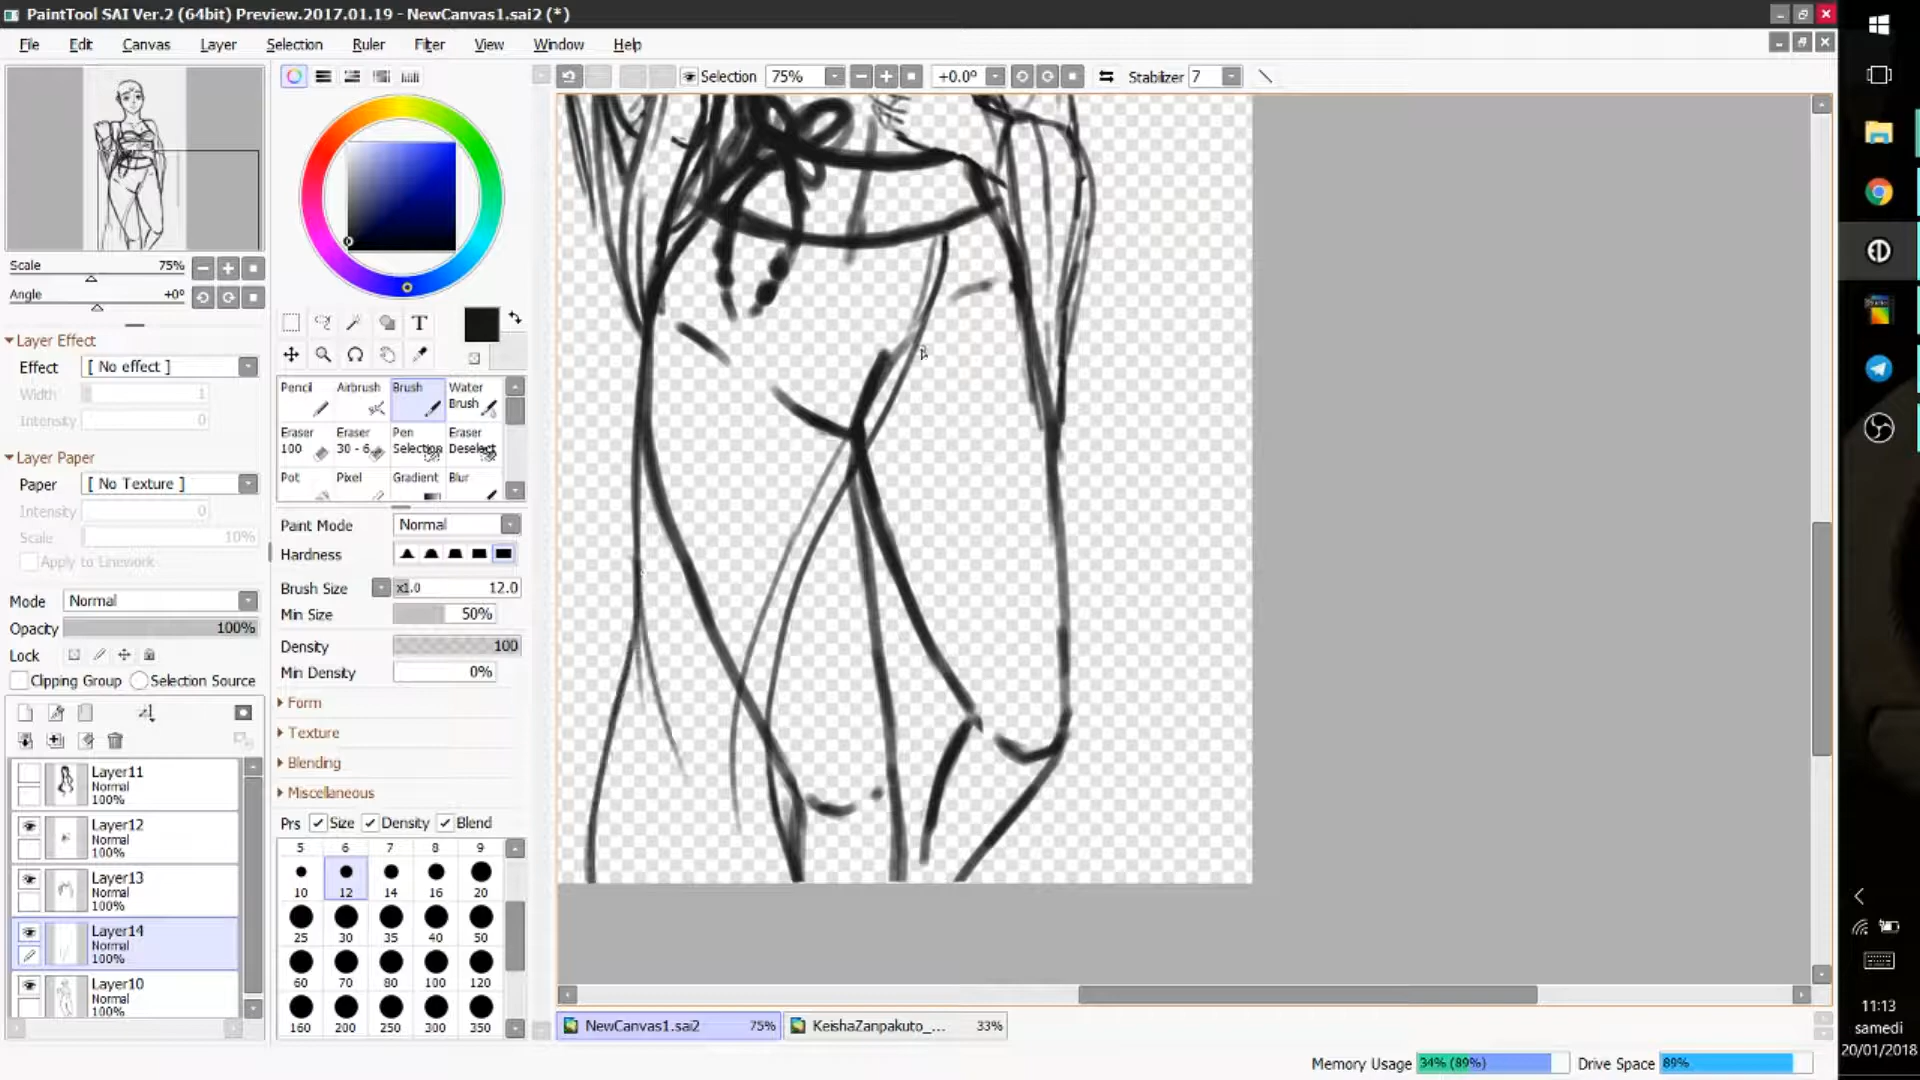 PaintTool SAI Ver.2 (64bit) Preview.2017.01.19 - NewCanvas1.sai2 (*)
File Edit Canvas Layer Selection Ruler Filter View Window Help
Selection 75% +0.0° Stabilizer 7
Scale 75%
Angle +0°
Layer Effect
Effect [ No effect ]
Width 1
Intensity 0
Layer Paper
Paper [ No Texture ]
Intensity 0
Scale 10%
Apply to Linework
Mode Normal
Opacity 100%
Lock
Clipping Group Selection Source
Layer11
Normal
100%
Layer12
Normal
100%
Layer13
Normal
100%
Layer14
Normal
100%
Layer10
Normal
100%
T
Pencil Airbrush Brush Water Brush
Eraser 100 Eraser 30 - 6 Pen Selection Eraser Deselect
Pot Pixel Gradient Blur
Paint Mode Normal
Hardness
Brush Size x1.0 12.0
Min Size 50%
Density 100
Min Density 0%
Form
Texture
Blending
Miscellaneous
Prs Size Density Blend
5 6 7 8 9
10 12 14 16 20
25 30 35 40 50
60 70 80 100 120
160 200 250 300 350
NewCanvas1.sai2 75% KeishaZanpakuto_... 33%
Memory Usage 34% (89%) Drive Space 89%
11:13
samedi
20/01/2018